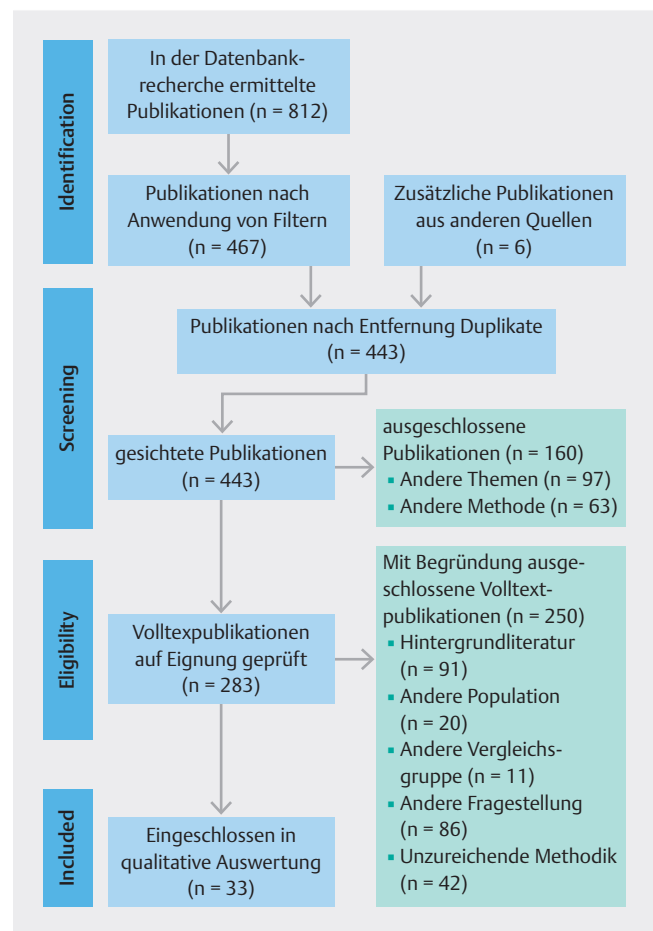 Identification
In der Datenbank-
recherche ermittelte
Publikationen (n = 812)
Publikationen nach
Anwendung von Filtern
(n = 467)
Zusätzliche Publikationen
aus anderen Quellen
(n = 6)
Screening
Publikationen nach Entfernung Duplikate
(n = 443)
gesichtete Publikationen
(n = 443)
ausgeschlossene
Publikationen (n = 160)
▪ Andere Themen (n = 97)
▪ Andere Methode (n = 63)
Eligibility
Volltexpublikationen
auf Eignung geprüft
(n = 283)
Mit Begründung ausge-
schlossene Volltext-
publikationen (n = 250)
▪ Hintergrundliteratur
(n = 91)
▪ Andere Population
(n = 20)
▪ Andere Vergleichs-
gruppe (n = 11)
▪ Andere Fragestellung
(n = 86)
▪ Unzureichende Methodik
(n = 42)
Included
Eingeschlossen in
qualitative Auswertung
(n = 33)